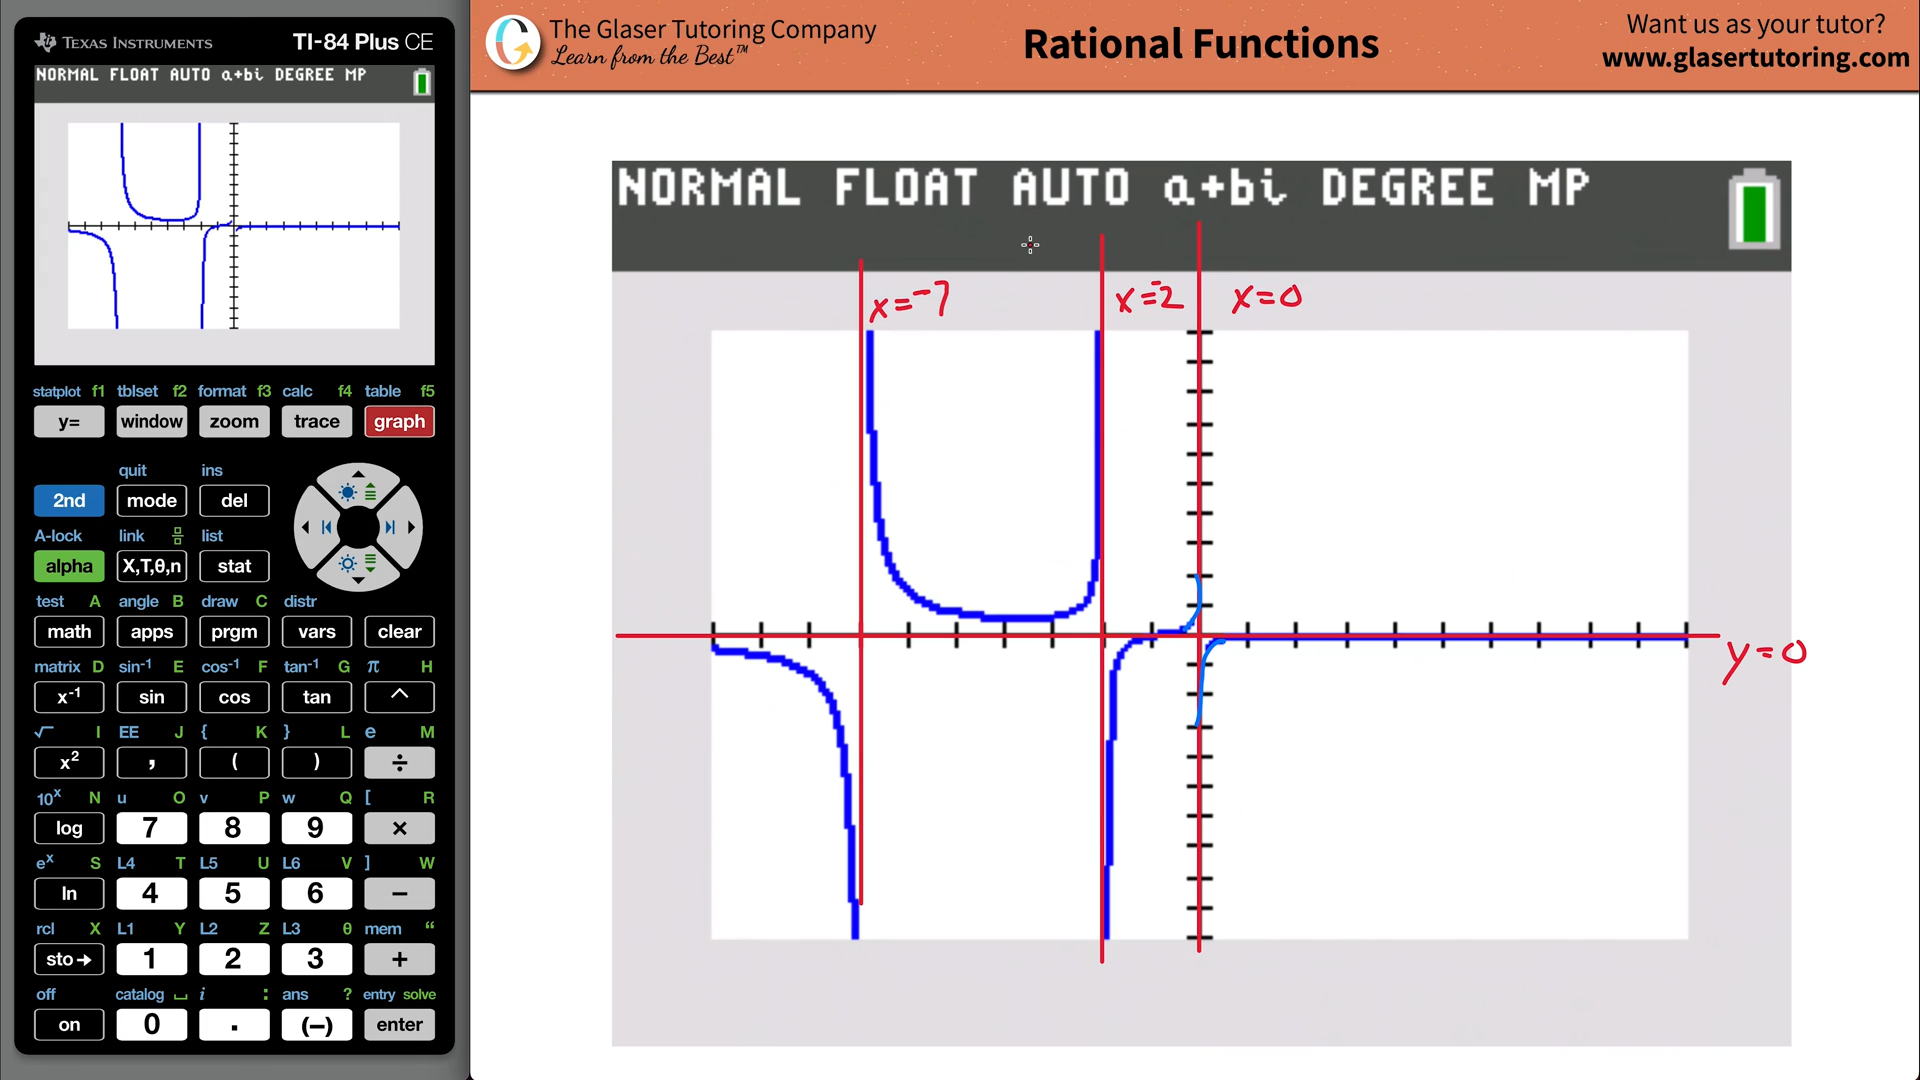 TEXAS INSTRUMENTS TI-84 Plus CE
NORMAL FLOAT AUTO a+bi DEGREE MP
statplot f1 tblset f2 format f3 calc f4 table f5
y= window zoom trace graph
quit ins
2nd mode del
A-lock link list
alpha X,T,θ,n stat
test A angle B draw C distr
math apps prgm vars clear
matrix D sin⁻¹ E cos⁻¹ F tan⁻¹ G π H
x⁻¹ sin cos tan ^
√ I EE J { K } L e M
x² , ( ) ÷
10ˣ N u O v P w Q [ R
log 7 8 9 ×
eˣ S L4 T L5 U L6 V ] W
ln 4 5 6 −
rcl X L1 Y L2 Z L3 θ mem "
sto→ 1 2 3 +
off catalog ␣ i : ans ? entry solve
on 0 . (−) enter
The Glaser Tutoring Company
Learn from the Best™
Rational Functions
Want us as your tutor?
www.glasertutoring.com
NORMAL FLOAT AUTO a+bi DEGREE MP
x=-7 x=-2 x=0
y=0